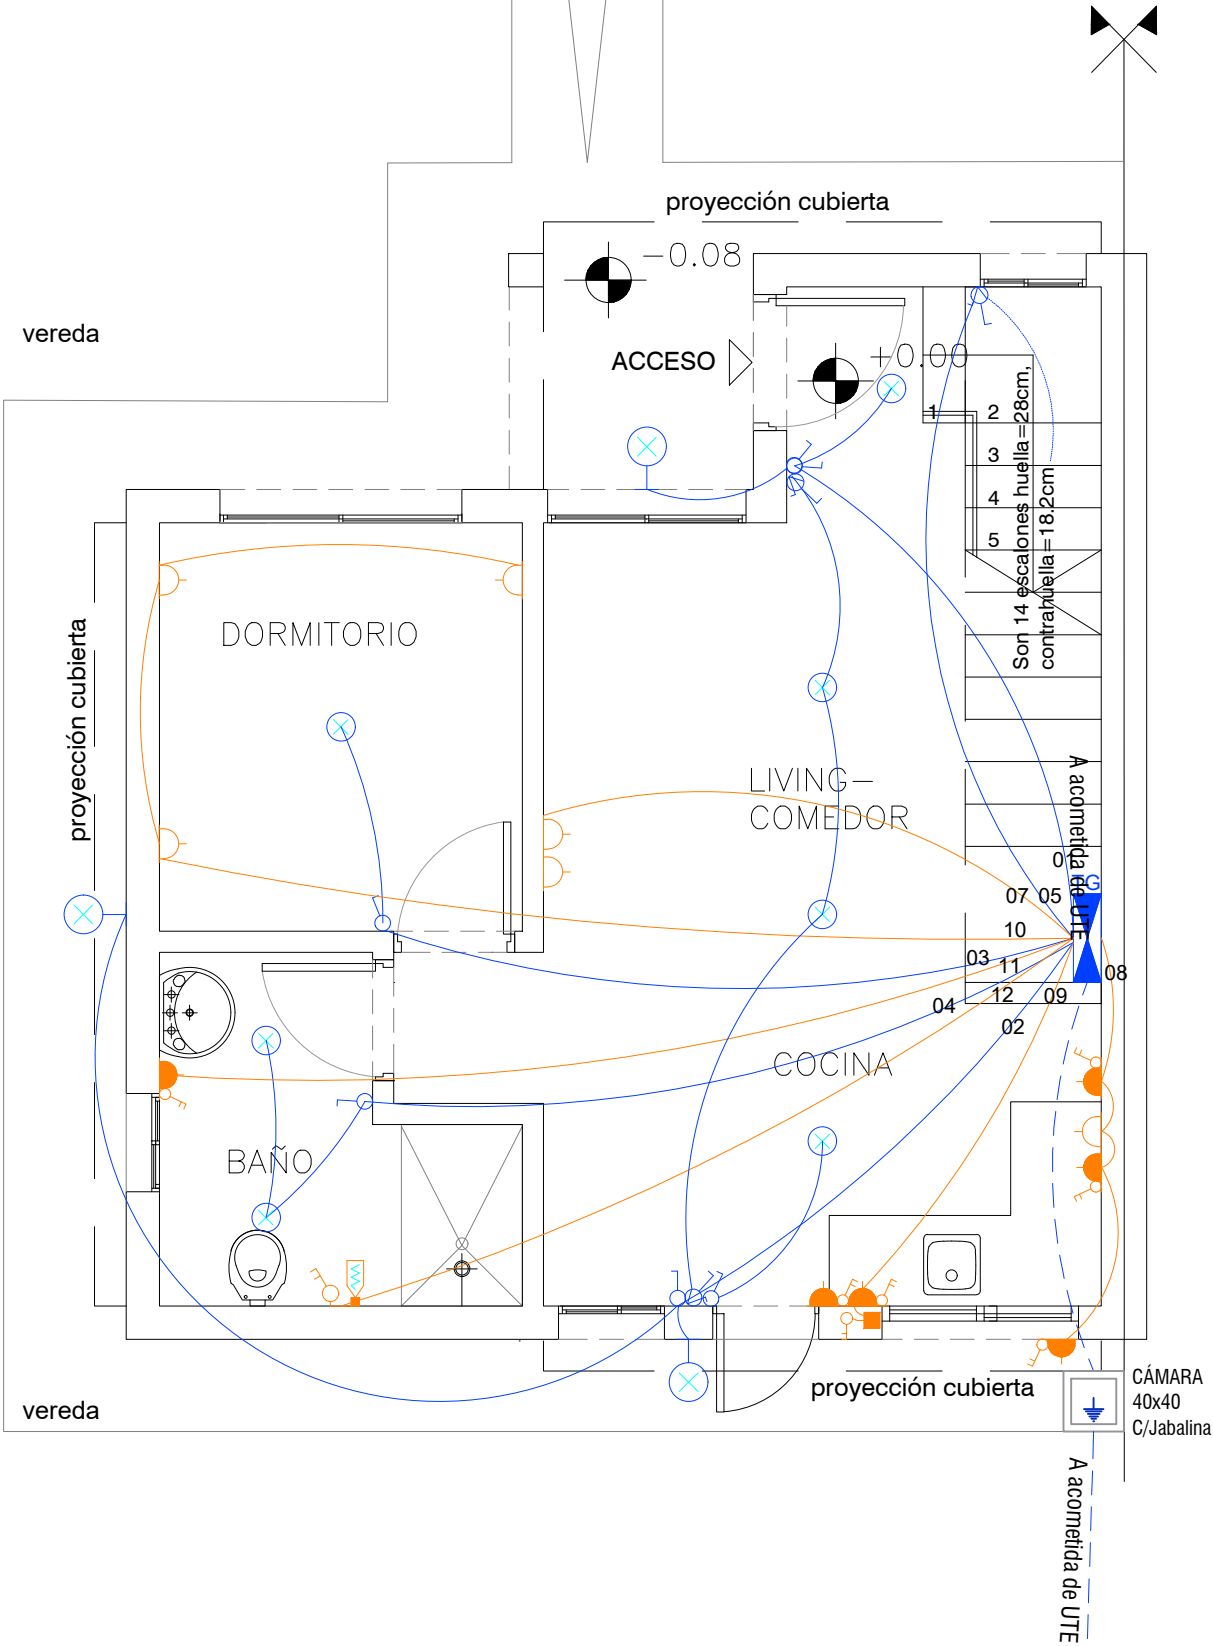 proyección cubierta
-0.08
vereda
ACCESO
+0.00
1
2
3
4
5
Son 14 escalones huella=28cm,
contrahuella=18.2cm
DORMITORIO
proyección cubierta
LIVING-
COMEDOR
A acometida de UTE
07
05
10
03
11
08
04
12
09
02
COCINA
BAÑO
proyección cubierta
vereda
CÁMARA
40x40
C/Jabalina
A acometida de UTE